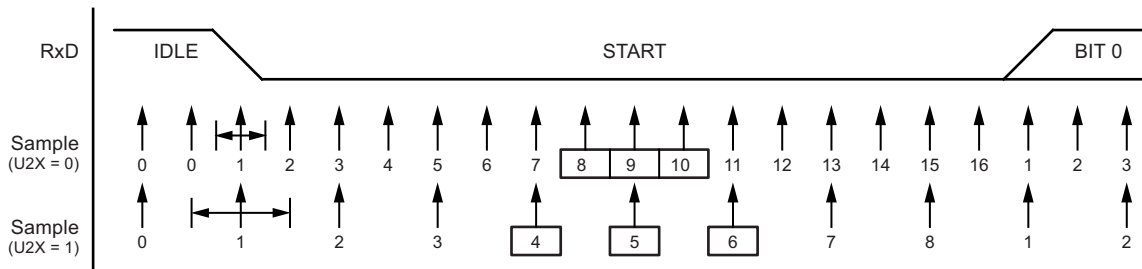 RxD IDLE START BIT 0
Sample
(U2X = 0)
0 0 1 2 3 4 5 6 7 8 9 10 11 12 13 14 15 16 1 2 3
Sample
(U2X = 1)
0 1 2 3 4 5 6 7 8 1 2